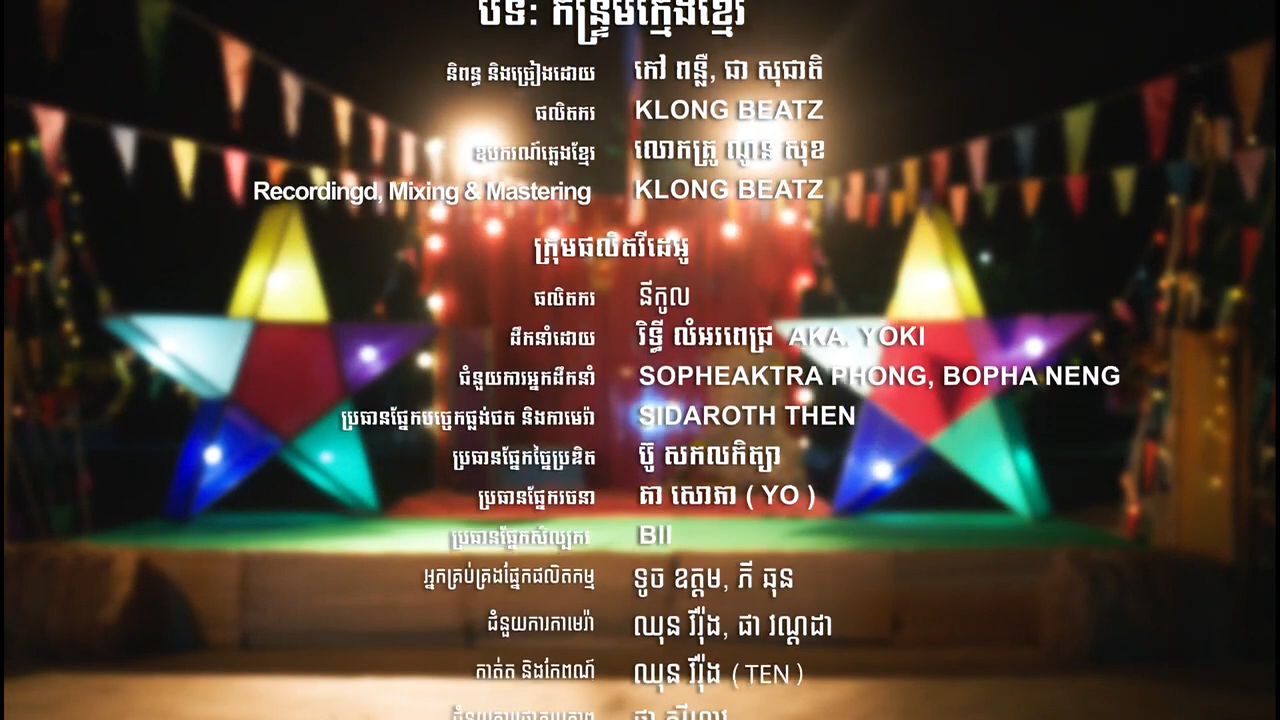 បទ: កន្ទ្រឹមក្មេងខ្មែរ
និពន្ធ និងច្រៀងដោយ កៅ ពន្លឺ, ជា សុជាតិ
ផលិតករ KLONG BEATZ
ឧបករណ៍ភ្លេងខ្មែរ លោកគ្រូ ណូន សុខ
Recordingd, Mixing & Mastering KLONG BEATZ
ក្រុមផលិតវីដេអូ
ផលិតករ នីកូល
ដឹកនាំដោយ រិទ្ធី លំអរពេជ្រ AKA. YOKI
ជំនួយការអ្នកដឹកនាំ SOPHEAKTRA PHONG, BOPHA NENG
ប្រធានផ្នែកបច្ចេកផ្លង់ថត និងកាមេរ៉ា SIDAROTH THEN
ប្រធានផ្នែកច្នៃប្រឌិត ប៊ូ សកលកិត្យា
ប្រធានផ្នែករចនា គា សោភា ( YO )
ប្រធានផ្នែកសិល្បករ BII
អ្នកគ្រប់គ្រងផ្នែកផលិតកម្ម ទូច ឧត្តម, ភី ឆុន
ជំនួយការកាមេរ៉ា ឈុន រីរ៉ុង, ផា វណ្ណដា
កាត់ត និងកែពណ៌ ឈុន រីរ៉ុង ( TEN )